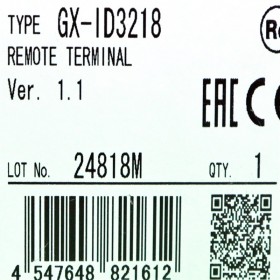 TYPE GX-ID3218
REMOTE TERMINAL
Ver. 1.1
EAC
LOT No. 24818M QTY. 1
4 547648 821612